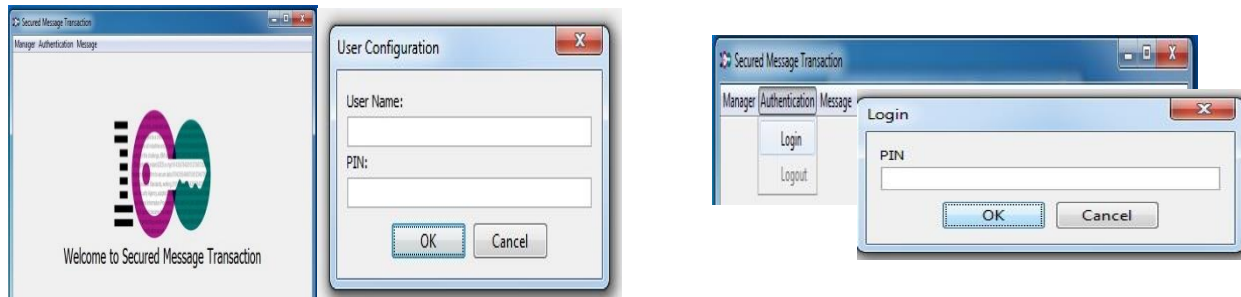 Secured Message Transaction
Manager Authentication Message
Welcome to Secured Message Transaction
User Configuration
User Name:
PIN:
OK Cancel
Secured Message Transaction
Manager Authentication Message
Login
Logout
Login
PIN
OK Cancel